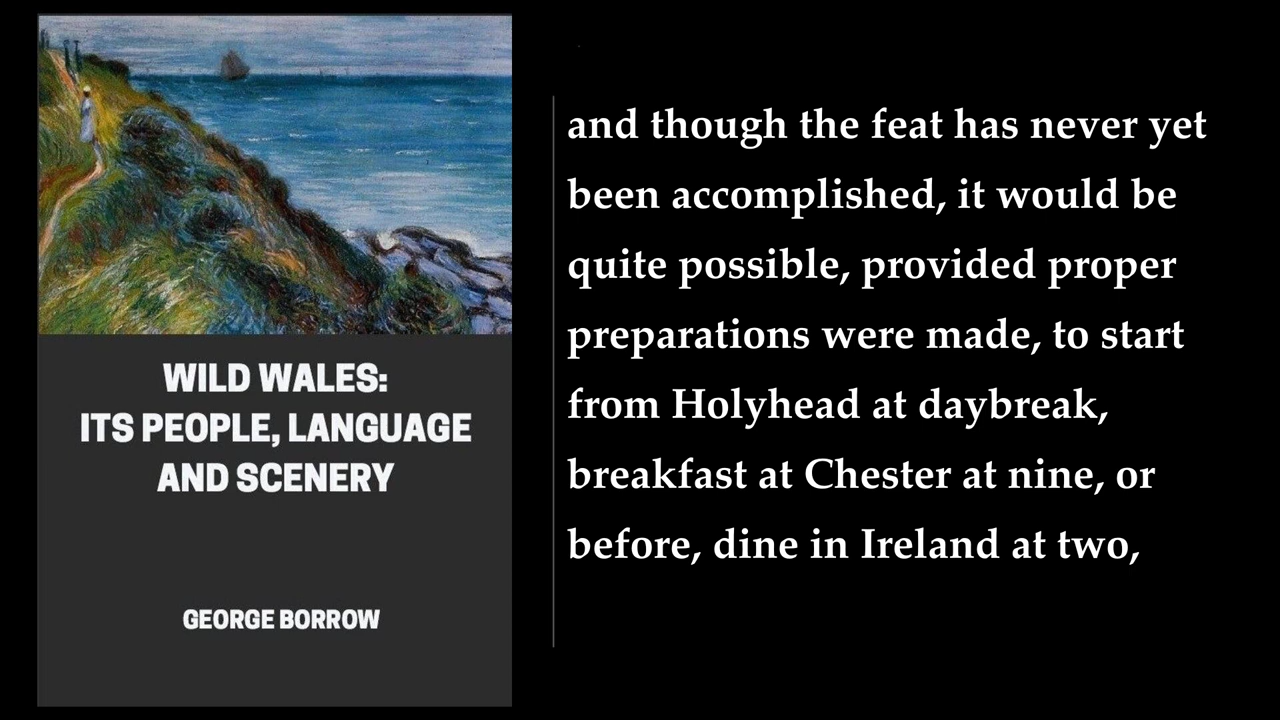 WILD WALES:
ITS PEOPLE, LANGUAGE
AND SCENERY
GEORGE BORROW
and though the feat has never yet
been accomplished, it would be
quite possible, provided proper
preparations were made, to start
from Holyhead at daybreak,
breakfast at Chester at nine, or
before, dine in Ireland at two,